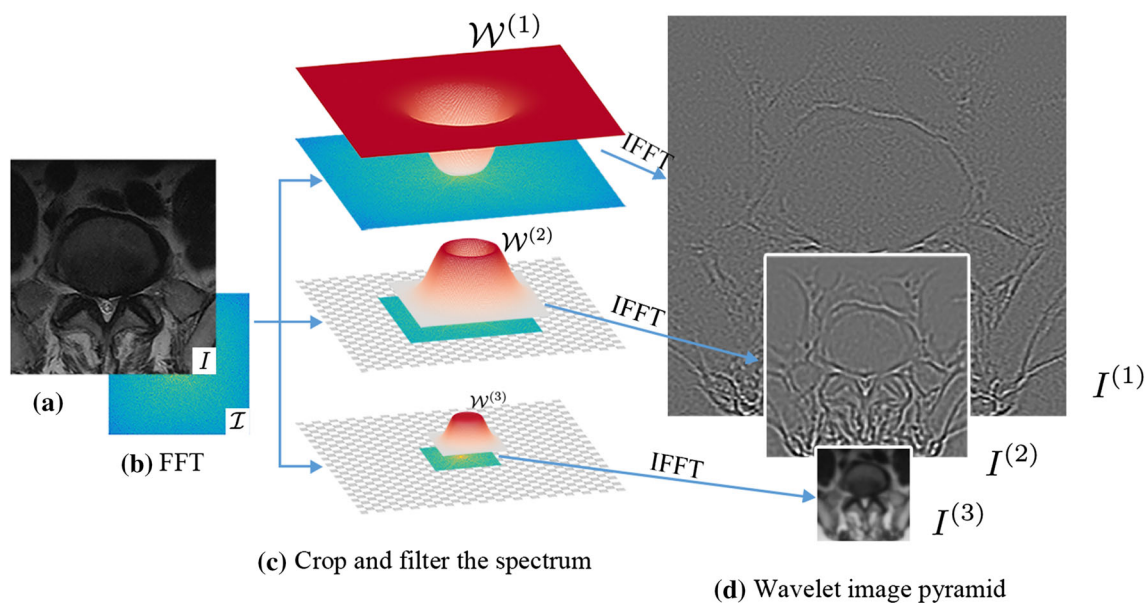 𝒲⁽¹⁾
IFFT
𝒲⁽²⁾
I
(a)
IFFT
I⁽¹⁾
ℐ
(b) FFT
𝒲⁽³⁾
IFFT
I⁽²⁾
I⁽³⁾
(c) Crop and filter the spectrum
(d) Wavelet image pyramid